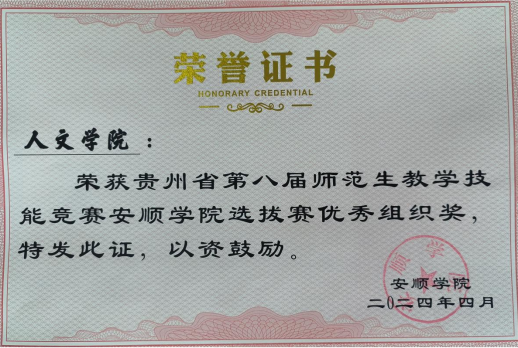 荣誉证书
HONORARY CREDENTIAL
人文学院：
荣获贵州省第八届师范生教学技
能竞赛安顺学院选拔赛优秀组织奖，
特发此证，以资鼓励。
安顺学院
二〇二四年四月